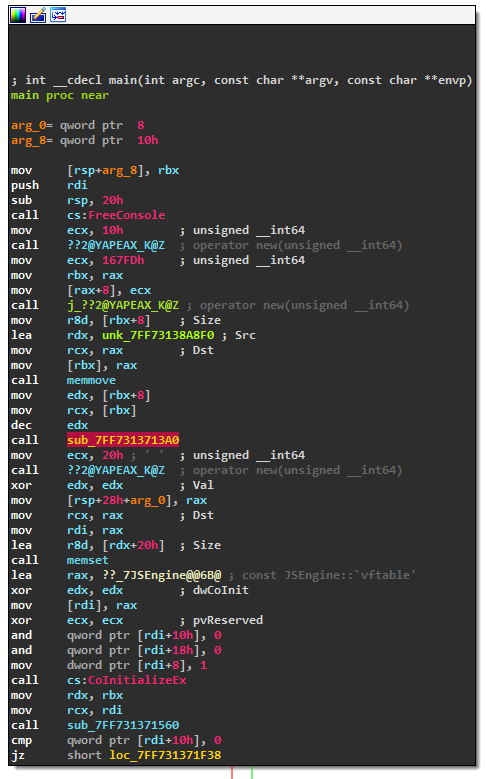 ; int __cdecl main(int argc, const char **argv, const char **envp)
main proc near
arg_0= qword ptr  8
arg_8= qword ptr  10h
mov     [rsp+arg_8], rbx
push    rdi
sub     rsp, 20h
call    cs:FreeConsole
mov     ecx, 10h        ; unsigned __int64
call    ??2@YAPEAX_K@Z  ; operator new(unsigned __int64)
mov     ecx, 167FDh     ; unsigned __int64
mov     rbx, rax
mov     [rax+8], ecx
call    j_??2@YAPEAX_K@Z ; operator new(unsigned __int64)
mov     r8d, [rbx+8]    ; Size
lea     rdx, unk_7FF73138A8F0 ; Src
mov     rcx, rax        ; Dst
mov     [rbx], rax
call    memmove
mov     edx, [rbx+8]
mov     rcx, [rbx]
dec     edx
call    sub_7FF7313713A0
mov     ecx, 20h ; ' '  ; unsigned __int64
call    ??2@YAPEAX_K@Z  ; operator new(unsigned __int64)
xor     edx, edx        ; Val
mov     [rsp+28h+arg_0], rax
mov     rcx, rax        ; Dst
mov     rdi, rax
lea     r8d, [rdx+20h]  ; Size
call    memset
lea     rax, ??_7JSEngine@@6B@ ; const JSEngine::`vftable'
xor     edx, edx        ; dwCoInit
mov     [rdi], rax
xor     ecx, ecx        ; pvReserved
and     qword ptr [rdi+10h], 0
and     qword ptr [rdi+18h], 0
mov     dword ptr [rdi+8], 1
call    cs:CoInitializeEx
mov     rdx, rbx
mov     rcx, rdi
call    sub_7FF731371560
cmp     qword ptr [rdi+10h], 0
jz      short loc_7FF731371F38